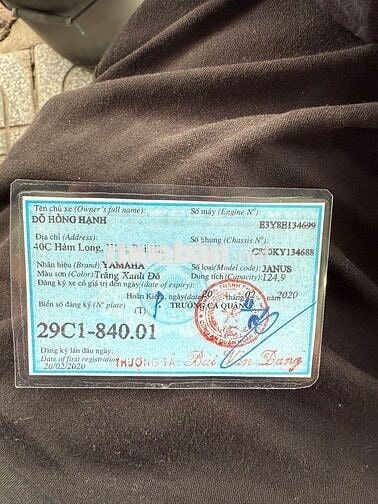 Tên chủ xe (Owner's full name): Số máy (Engine N°):
ĐỖ HỒNG HẠNH E3Y8E134699
Địa chỉ (Address): Số khung (Chassis N°):
40C Hàm Long,
Nhãn hiệu (Brand) YAMAHA Số loại (Model code): JANUS
Màu sơn (Color) Trắng Xanh Đỏ Dung tích (Capacity): 124,9
Đăng ký xe có giá trị đến ngày (date of expiry):
Hoàn Kiếm, ngày (date) tháng 02 2020
Biển số đăng ký (N° plate) TRƯỞNG CA QUẬN
(T)
29C1-840.01
Đăng ký lần đầu ngày:
Date of first registration
20/02/2020 THƯỢNG TÁ: Bùi Văn